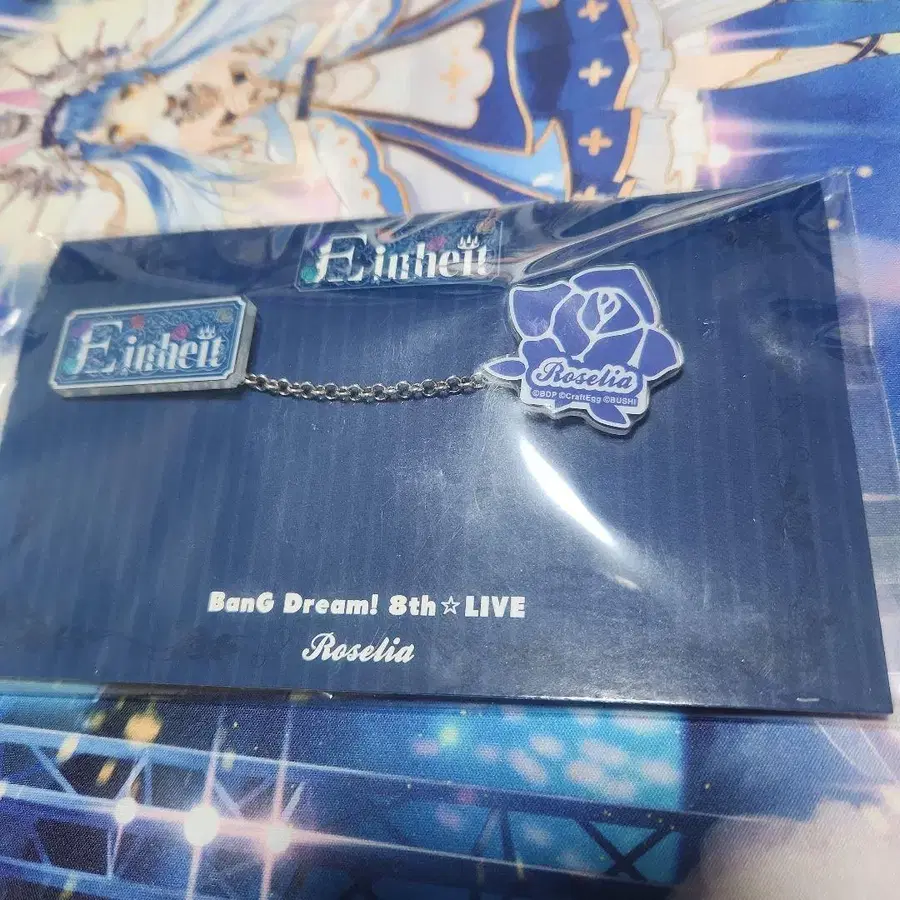 Einheit
Einheit
Roselia
©BDP ©CraftEgg ©BUSHI
BanG Dream! 8th☆LIVE
Roselia